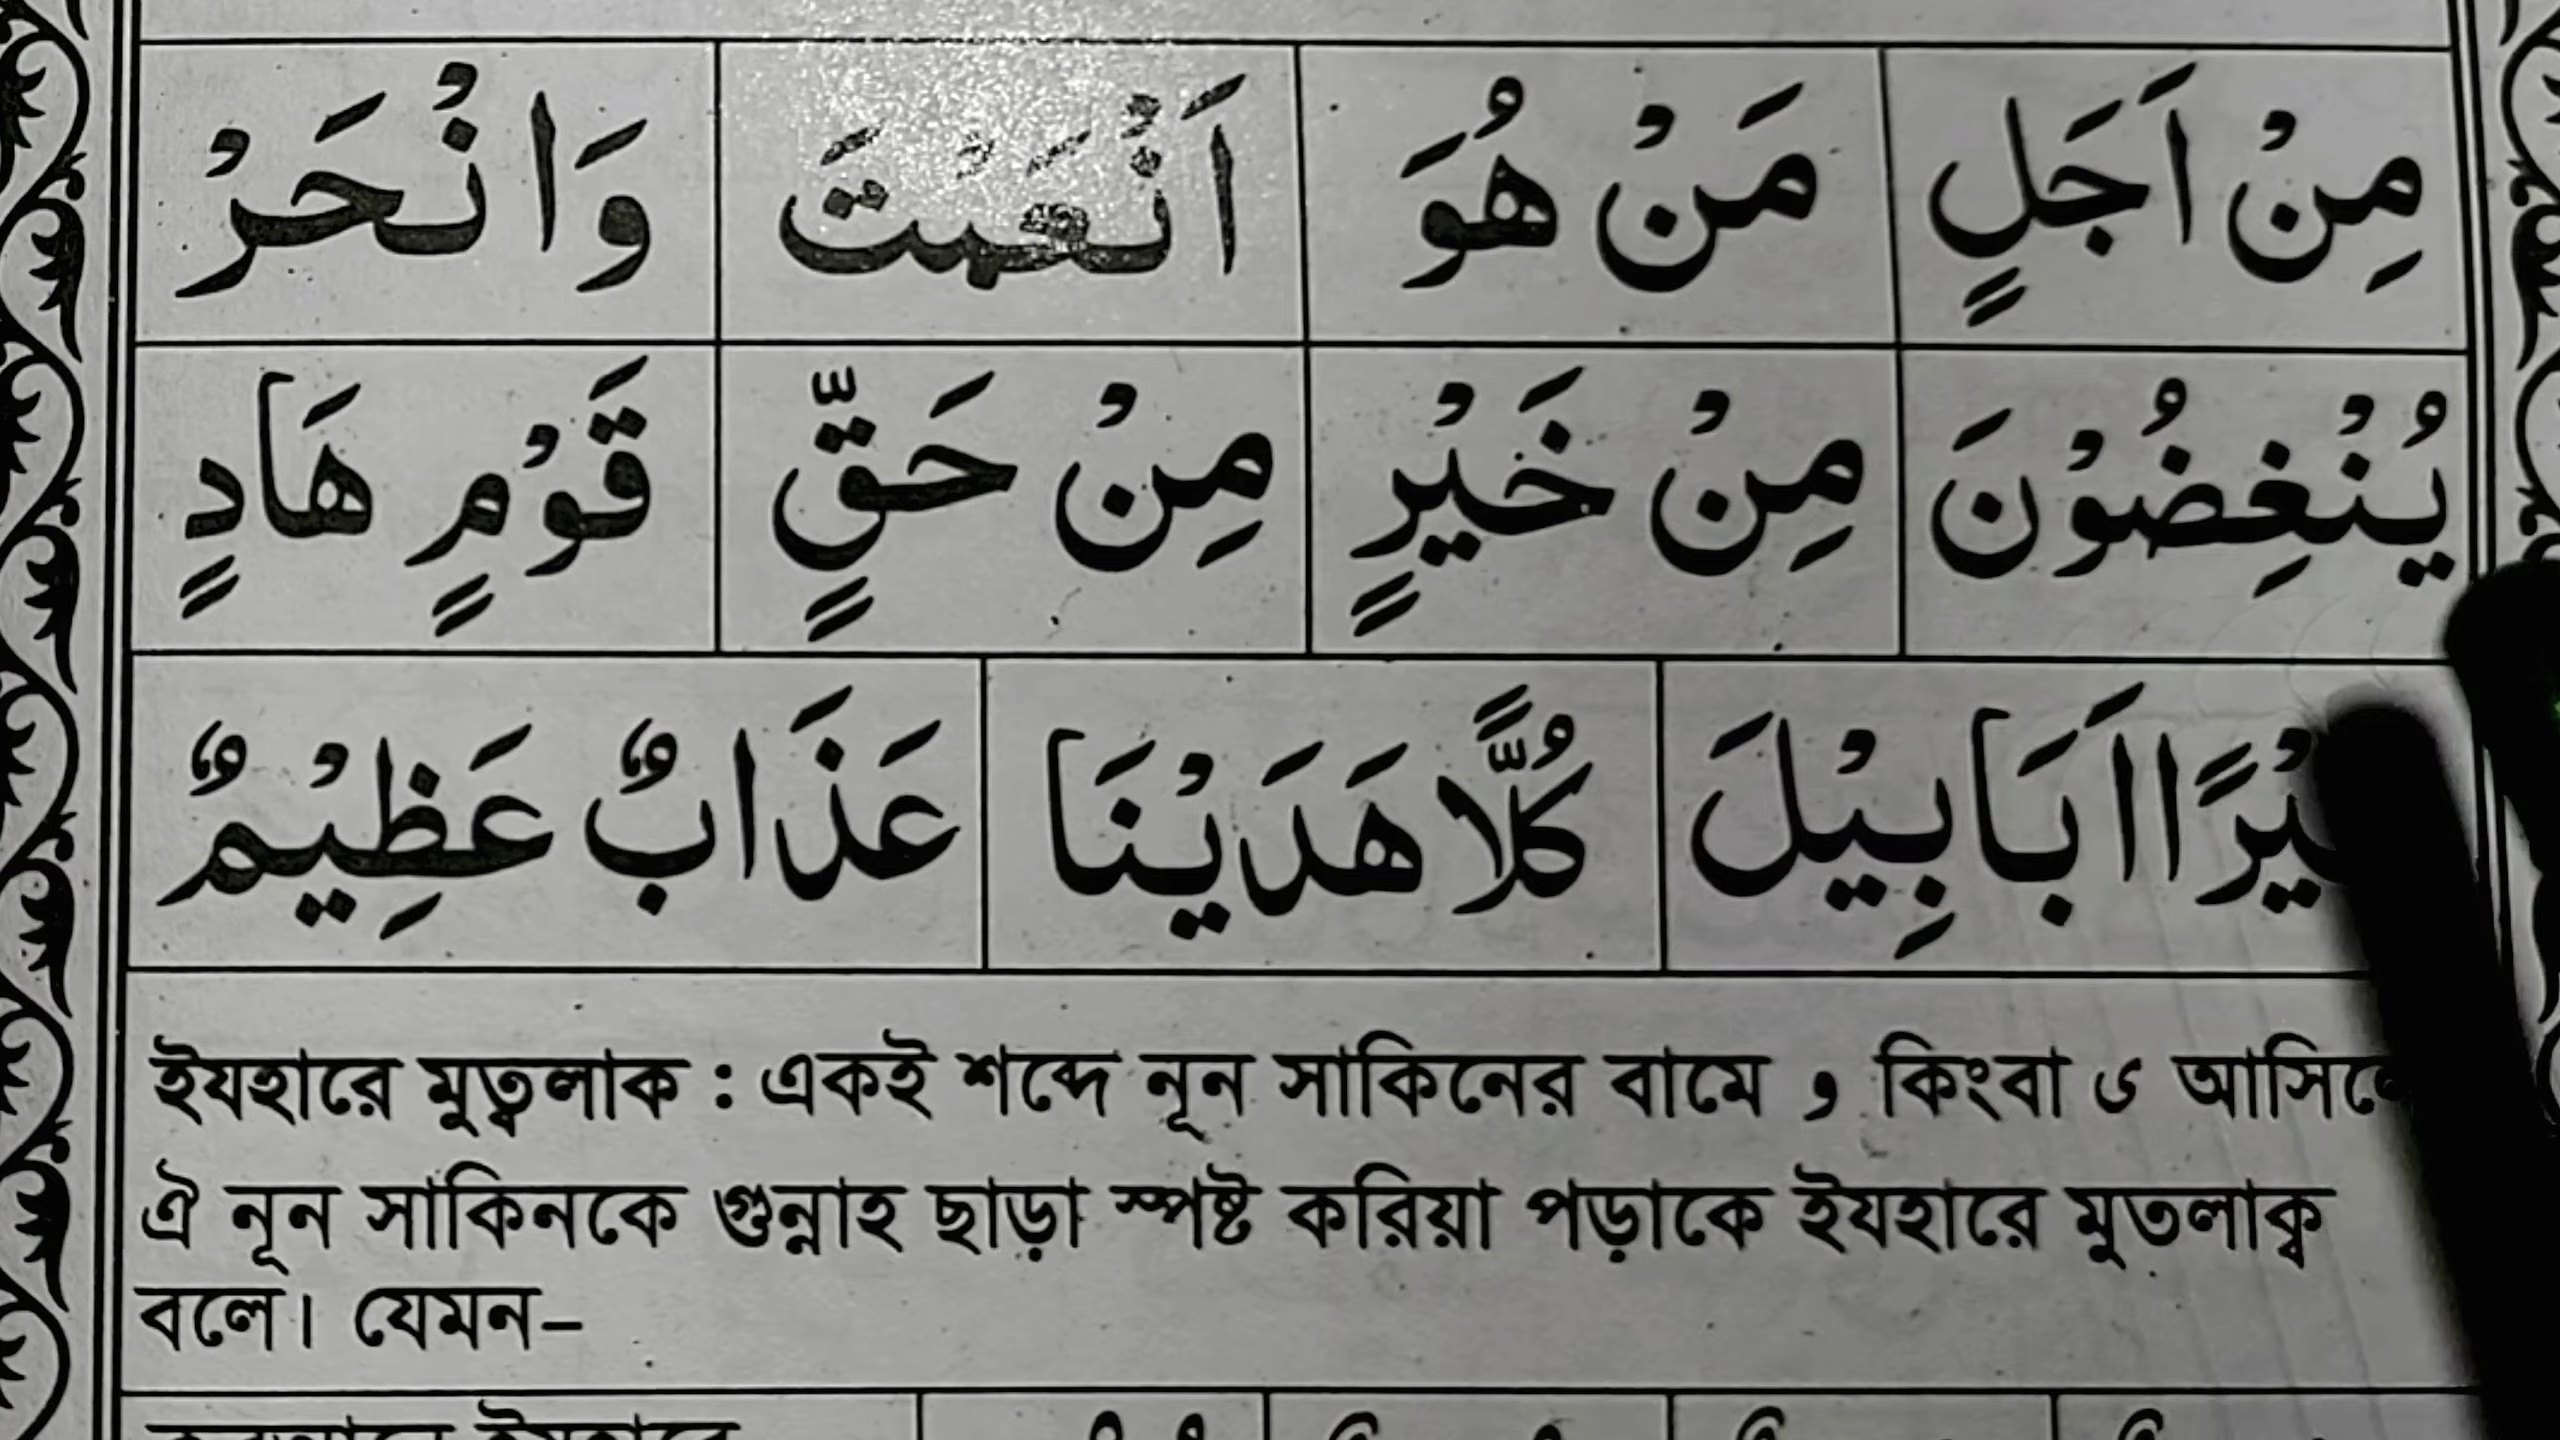 مِنْ اَجَلٍ مَنْ هُوَ اَنْعَمْتَ وَانْحَرْ
يُنْغِضُوْنَ مِنْ خَيْرٍ مِنْ حَقٍّ قَوْمٍ هَادٍ
اَبَابِيْلَ كُلًّا هَدَيْنَا عَذَابٌ عَظِيْمٌ
ইযহারে মুত্বলাক : একই শব্দে নূন সাকিনের বামে و কিংবা ى আসিলে
ঐ নূন সাকিনকে গুন্নাহ ছাড়া স্পষ্ট করিয়া পড়াকে ইযহারে মুতলাক্ব
বলে। যেমন–